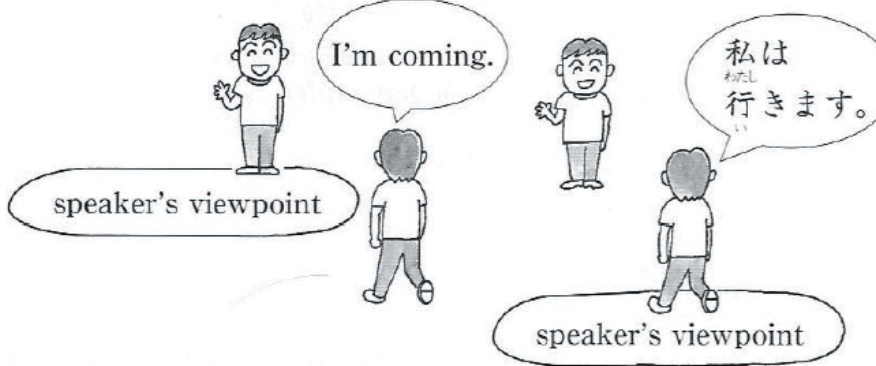 I'm coming.
speaker's viewpoint
私は
わたし
行きます。
い
speaker's viewpoint